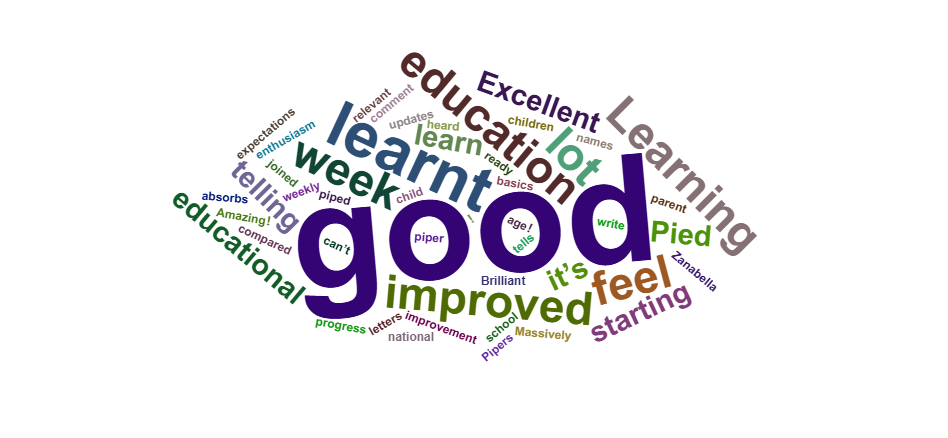 education
Excellent
Learning
relevant
comment
updates
heard
children
names
lot
expectations
enthusiasm
learnt
learn
ready
basics
week
joined
telling
weekly
piped
child
absorbs
educational
Amazing!
compared
can't
good
piper
age!
tells
write
parent
Pied
Zanabella
Brilliant
it's
feel
improved
starting
progress
letters
improvement
national
school
Pipers
Massively